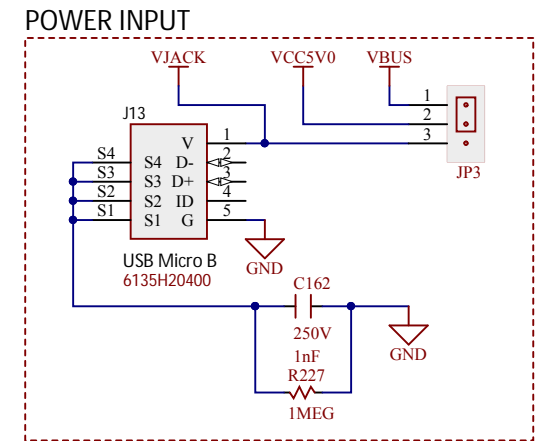 POWER INPUT
VJACK VCC5V0 VBUS
J13
1
2
3
JP3
V 1
S4 S4 D- 2
S3 S3 D+ 3
S2 S2 ID 4
S1 S1 G 5
USB Micro B
6135H20400
GND
C162
250V
1nF
GND
R227
1MEG